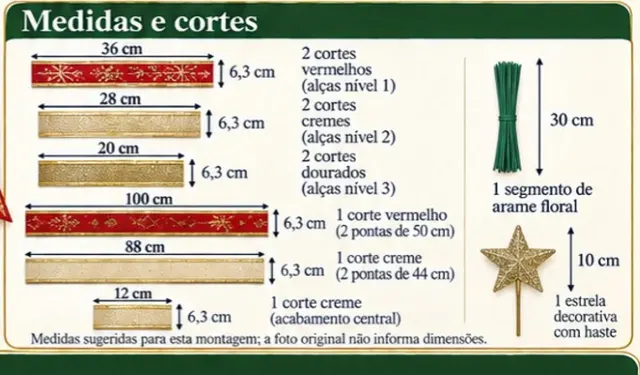 Medidas e cortes
36 cm
6,3 cm
2 cortes
vermelhos
(alças nível 1)
28 cm
6,3 cm
2 cortes
cremes
(alças nível 2)
20 cm
6,3 cm
2 cortes
dourados
(alças nível 3)
100 cm
6,3 cm
1 corte vermelho
(2 pontas de 50 cm)
88 cm
6,3 cm
1 corte creme
(2 pontas de 44 cm)
12 cm
6,3 cm
1 corte creme
(acabamento central)
Medidas sugeridas para esta montagem; a foto original não informa dimensões.
30 cm
1 segmento de
arame floral
10 cm
1 estrela
decorativa
com haste